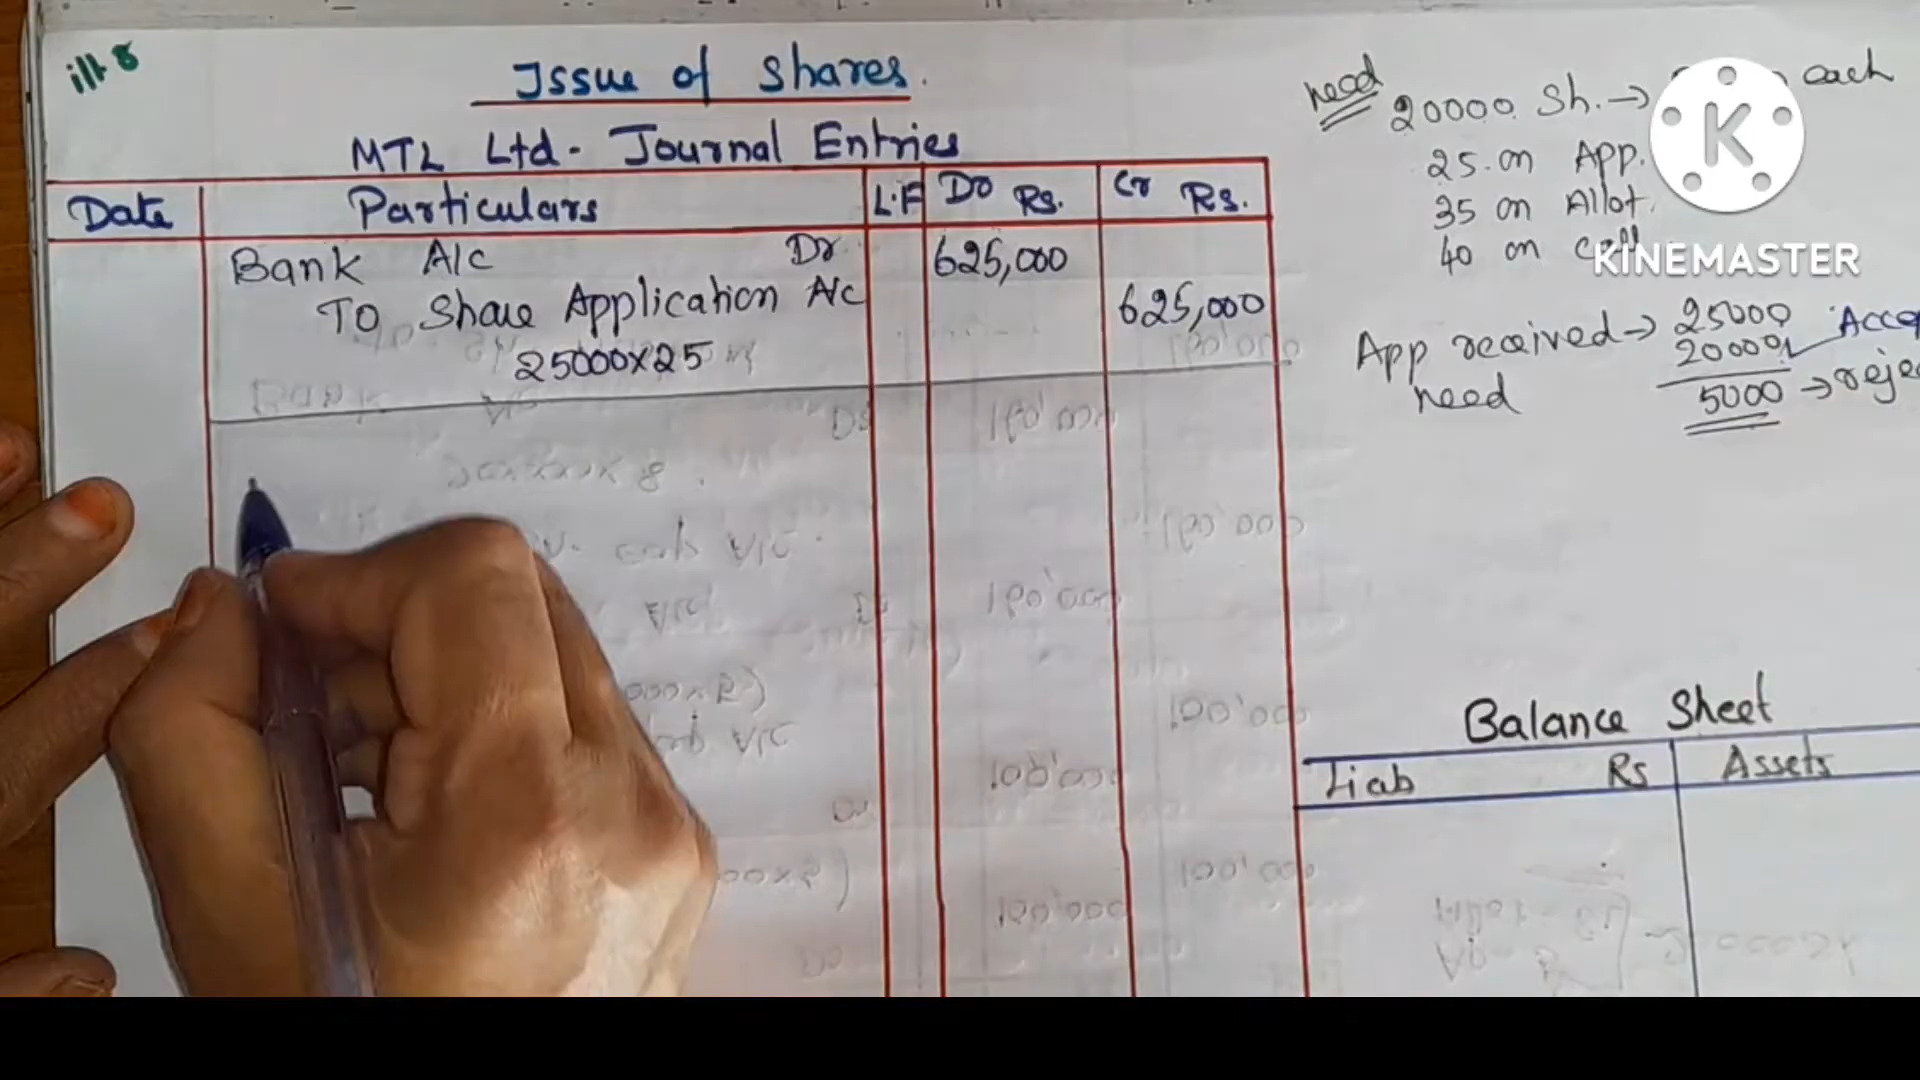 ill 8
Issue of Shares.
MTL Ltd - Journal Entries
Date Particulars L.F Dr Rs. Cr Rs.
Bank A/c Dr 625,000
To Share Application A/c 625,000
25000x25
need 20000 Sh. → each
25 on App.
35 on Allot.
40 on Call
K
KINEMASTER
App received → 25000
need 20000
5000 →
Balance Sheet
Liab Rs Assets